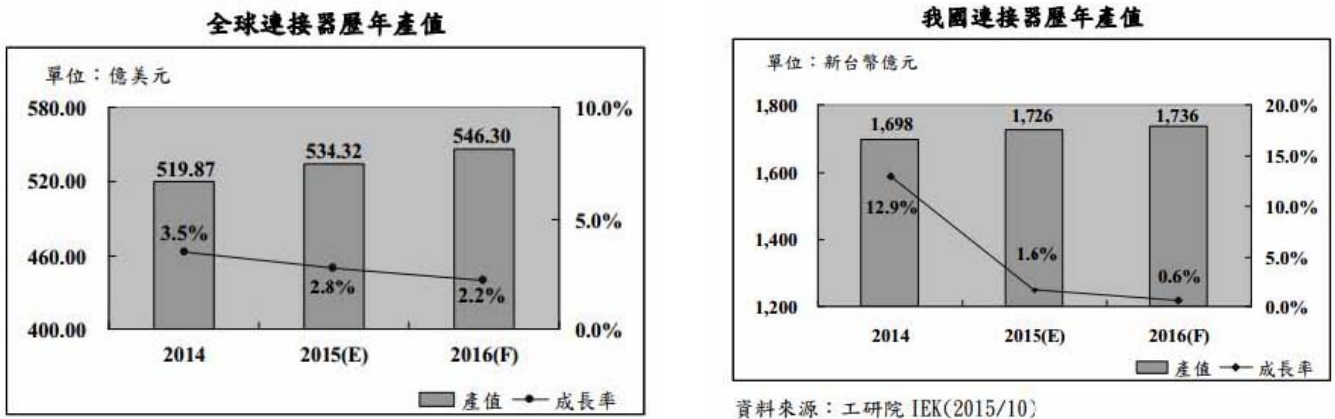 全球連接器歷年產值
單位：億美元
580.00
520.00
460.00
400.00
10.0%
5.0%
0.0%
519.87
534.32
546.30
3.5%
2.8%
2.2%
2014
2015(E)
2016(F)
產值
成長率
我國連接器歷年產值
單位：新台幣億元
1,800
1,600
1,400
1,200
20.0%
15.0%
10.0%
5.0%
0.0%
1,698
1,726
1,736
12.9%
1.6%
0.6%
2014
2015(E)
2016(F)
產值
成長率
資料來源：工研院 IEK(2015/10)